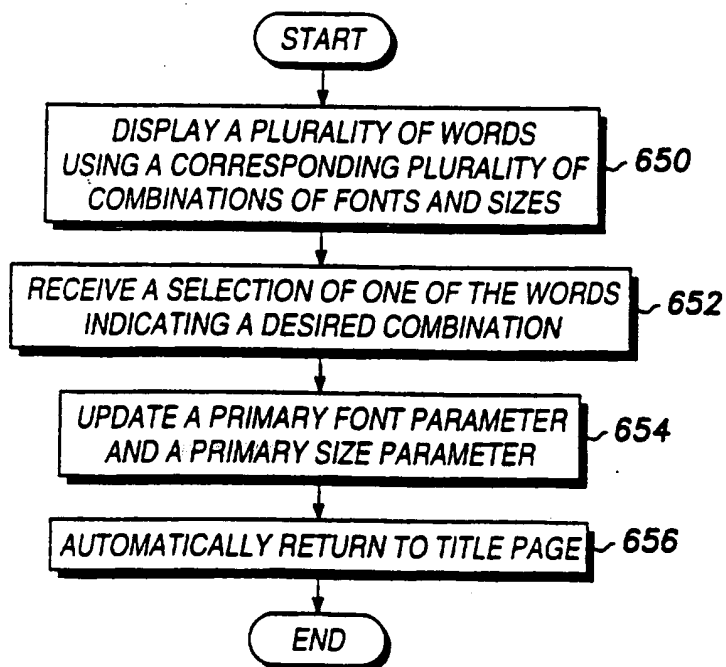 START
DISPLAY A PLURALITY OF WORDS
USING A CORRESPONDING PLURALITY OF
COMBINATIONS OF FONTS AND SIZES
650
RECEIVE A SELECTION OF ONE OF THE WORDS
INDICATING A DESIRED COMBINATION
652
UPDATE A PRIMARY FONT PARAMETER
AND A PRIMARY SIZE PARAMETER
654
AUTOMATICALLY RETURN TO TITLE PAGE
656
END